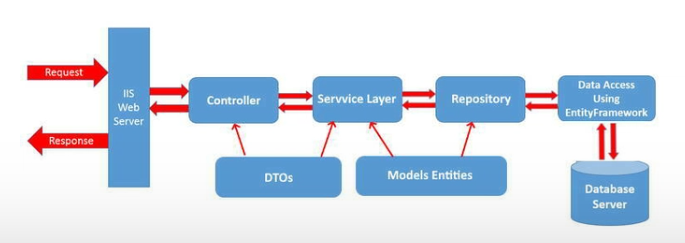 Request
Response
IIS
Web
Server
Controller
Servvice Layer
Repository
Data Access
Using
EntityFramework
DTOs
Models Entities
Database
Server